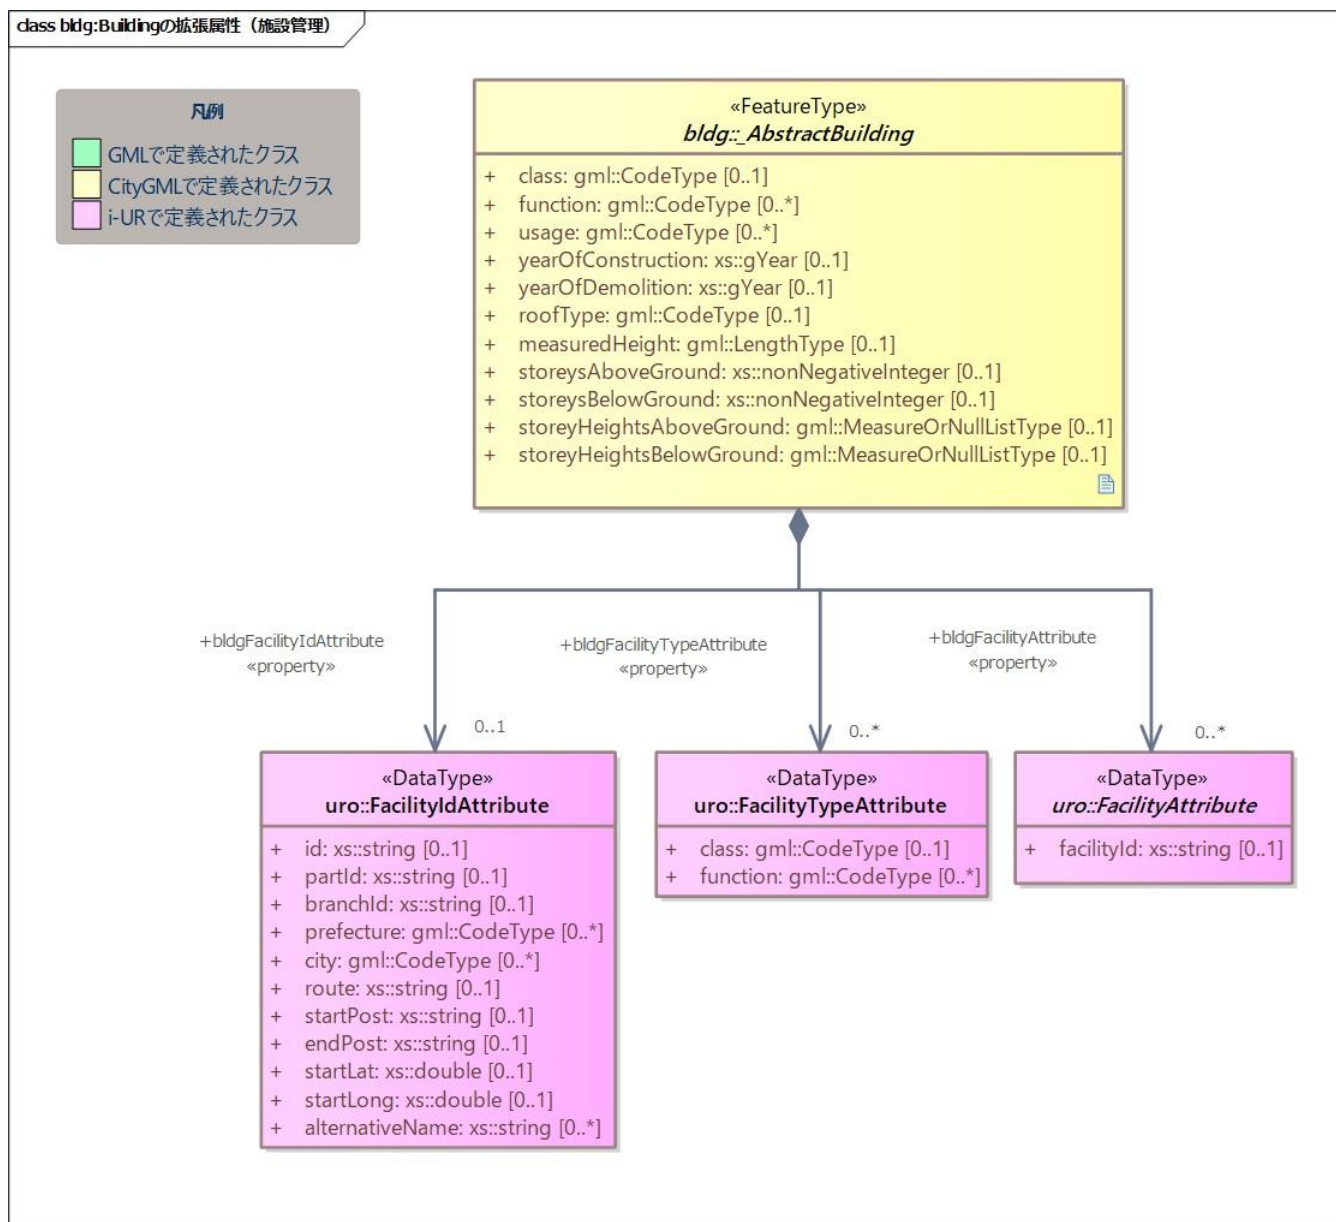 class bldg:Buildingの拡張属性（施設管理）
凡例
GMLで定義されたクラス
CityGMLで定義されたクラス
i-URで定義されたクラス
«FeatureType»
bldg::_AbstractBuilding
+ class: gml::CodeType [0..1]
+ function: gml::CodeType [0..*]
+ usage: gml::CodeType [0..*]
+ yearOfConstruction: xs::gYear [0..1]
+ yearOfDemolition: xs::gYear [0..1]
+ roofType: gml::CodeType [0..1]
+ measuredHeight: gml::LengthType [0..1]
+ storeysAboveGround: xs::nonNegativeInteger [0..1]
+ storeysBelowGround: xs::nonNegativeInteger [0..1]
+ storeyHeightsAboveGround: gml::MeasureOrNullListType [0..1]
+ storeyHeightsBelowGround: gml::MeasureOrNullListType [0..1]
+bldgFacilityIdAttribute
«property»
0..1
+bldgFacilityTypeAttribute
«property»
0..*
+bldgFacilityAttribute
«property»
0..*
«DataType»
uro::FacilityIdAttribute
+ id: xs::string [0..1]
+ partId: xs::string [0..1]
+ branchId: xs::string [0..1]
+ prefecture: gml::CodeType [0..*]
+ city: gml::CodeType [0..*]
+ route: xs::string [0..1]
+ startPost: xs::string [0..1]
+ endPost: xs::string [0..1]
+ startLat: xs::double [0..1]
+ startLong: xs::double [0..1]
+ alternativeName: xs::string [0..*]
«DataType»
uro::FacilityTypeAttribute
+ class: gml::CodeType [0..1]
+ function: gml::CodeType [0..*]
«DataType»
uro::FacilityAttribute
+ facilityId: xs::string [0..1]